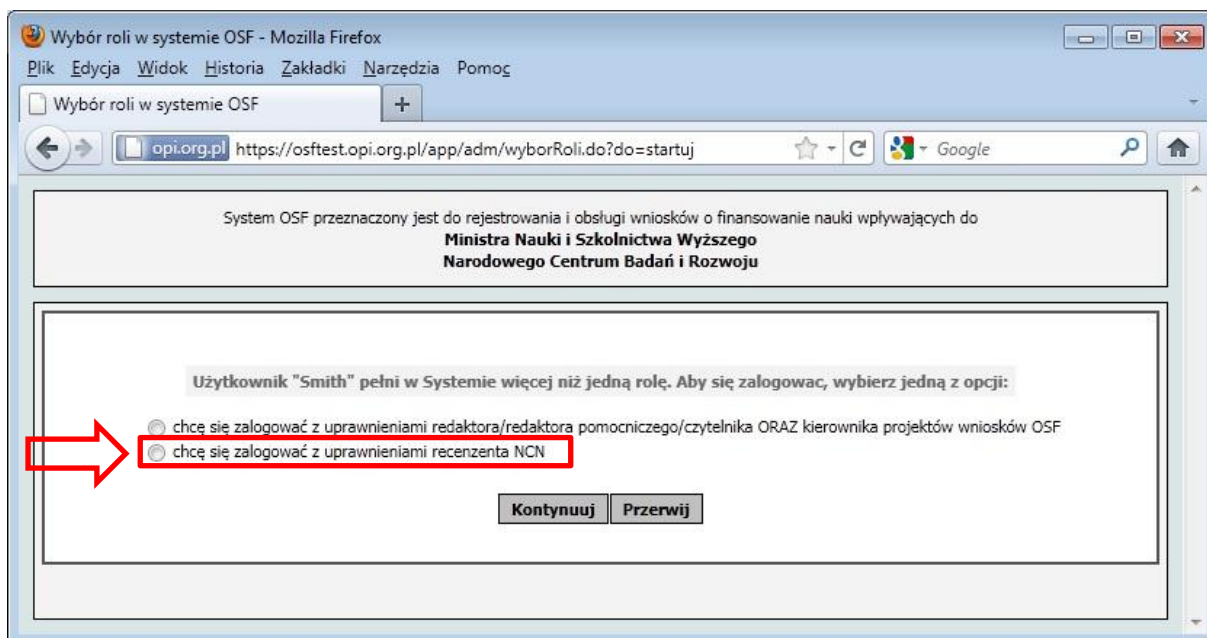 Wybór roli w systemie OSF - Mozilla Firefox
Plik Edycja Widok Historia Zakładki Narzędzia Pomoc
Wybór roli w systemie OSF
opi.org.pl https://osftest.opi.org.pl/app/adm/wyborRoli.do?do=startuj Google
System OSF przeznaczony jest do rejestrowania i obsługi wniosków o finansowanie nauki wpływających do
Ministra Nauki i Szkolnictwa Wyższego
Narodowego Centrum Badań i Rozwoju
Użytkownik "Smith" pełni w Systemie więcej niż jedną rolę. Aby się zalogowac, wybierz jedną z opcji:
chcę się zalogować z uprawnieniami redaktora/redaktora pomocniczego/czytelnika ORAZ kierownika projektów wniosków OSF
chcę się zalogować z uprawnieniami recenzenta NCN
Kontynuuj Przerwij